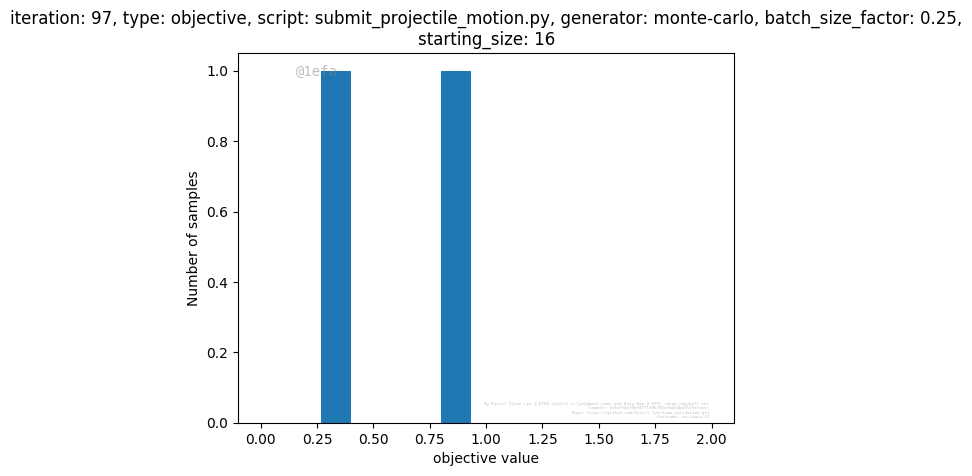 iteration: 97, type: objective, script: submit_projectile_motion.py, generator: monte-carlo, batch_size_factor: 0.25,
starting_size: 16
@1efa
1.0
0.8
0.6
0.4
0.2
0.0
Number of samples
0.00 0.25 0.50 0.75 1.00 1.25 1.50 1.75 2.00
objective value